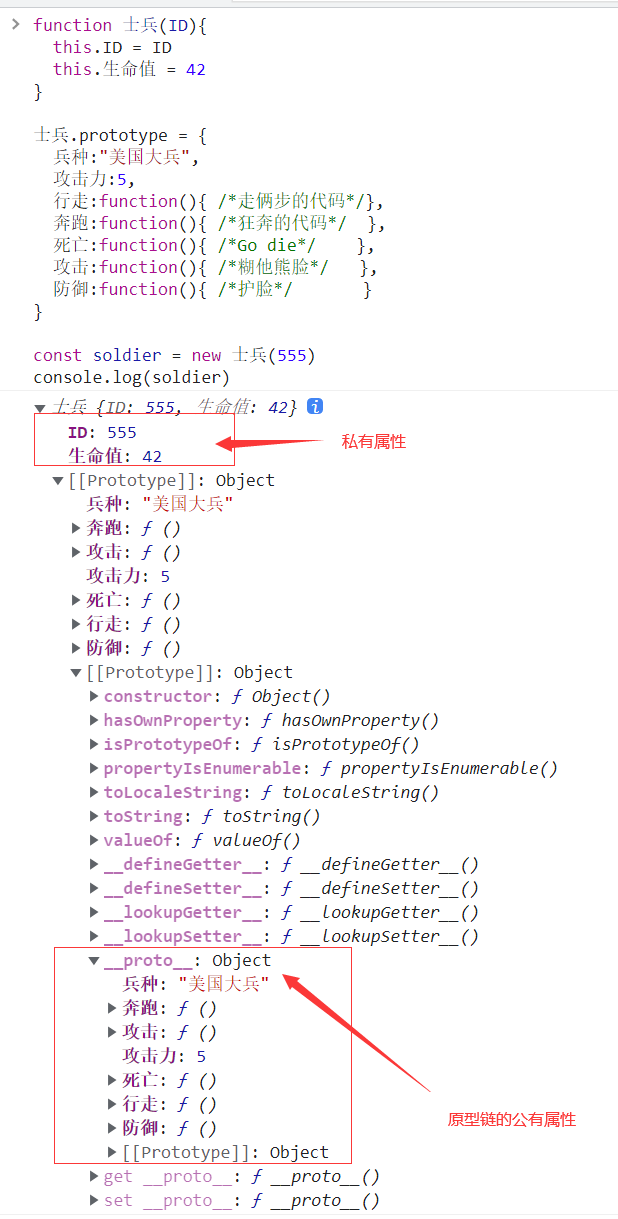 function 士兵(ID){
this.ID = ID
this.生命值 = 42
}
士兵.prototype = {
兵种:"美国大兵",
攻击力:5,
行走:function(){ /*走俩步的代码*/},
奔跑:function(){ /*狂奔的代码*/ },
死亡:function(){ /*Go die*/ },
攻击:function(){ /*糊他熊脸*/ },
防御:function(){ /*护脸*/ }
}
const soldier = new 士兵(555)
console.log(soldier)
士兵 {ID: 555, 生命值: 42} i
ID: 555
私有属性
生命值: 42
[[Prototype]]: Object
兵种: "美国大兵"
奔跑: ƒ ()
攻击: ƒ ()
攻击力: 5
死亡: ƒ ()
行走: ƒ ()
防御: ƒ ()
[[Prototype]]: Object
constructor: ƒ Object()
hasOwnProperty: ƒ hasOwnProperty()
isPrototypeOf: ƒ isPrototypeOf()
propertyIsEnumerable: ƒ propertyIsEnumerable()
toLocaleString: ƒ toLocaleString()
toString: ƒ toString()
valueOf: ƒ valueOf()
__defineGetter__: ƒ __defineGetter__()
__defineSetter__: ƒ __defineSetter__()
__lookupGetter__: ƒ __lookupGetter__()
__lookupSetter__: ƒ __lookupSetter__()
__proto__: Object
兵种: "美国大兵"
奔跑: ƒ ()
攻击: ƒ ()
攻击力: 5
死亡: ƒ ()
行走: ƒ ()
原型链的公有属性
防御: ƒ ()
[[Prototype]]: Object
get __proto__: ƒ __proto__()
set __proto__: ƒ __proto__()